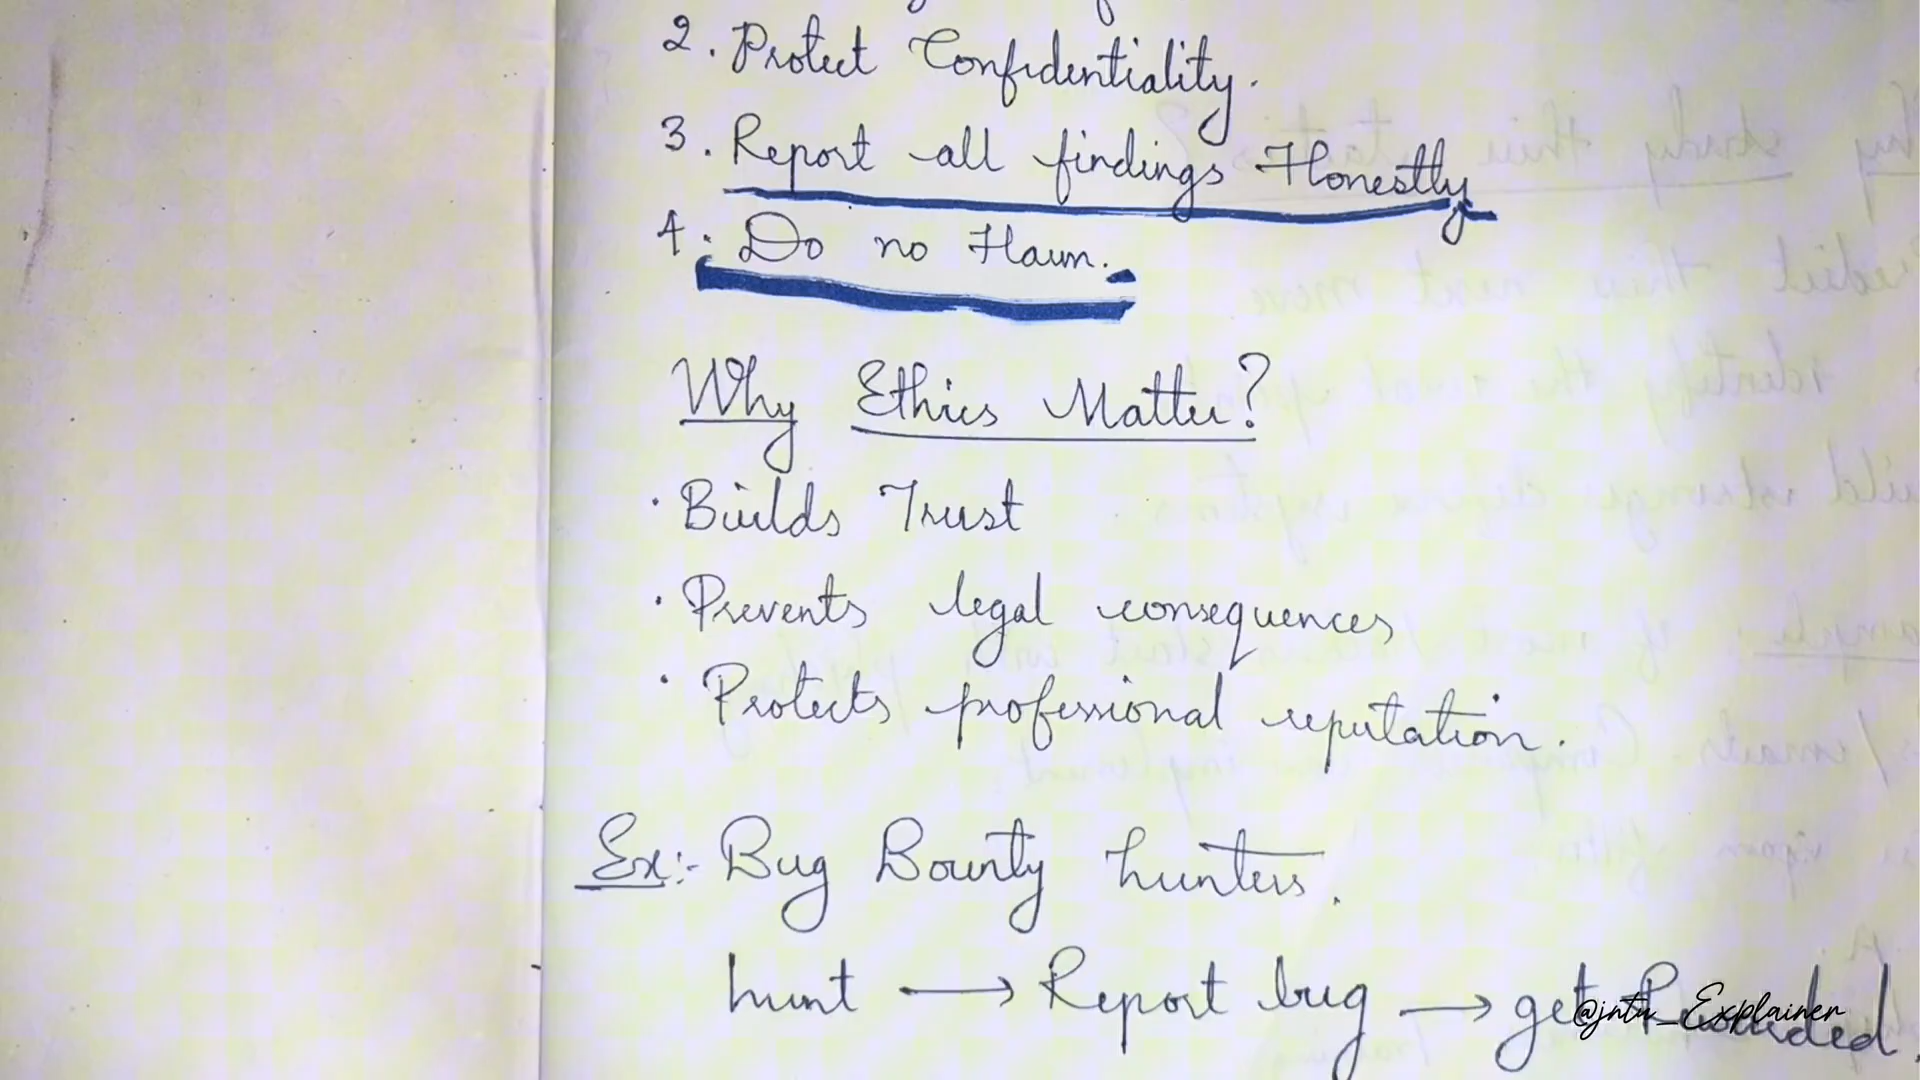 2. Protect Confidentiality.
3. Report all findings Honestly
4. Do no Harm.
Why Ethics Matter?
· Builds Trust
· Prevents legal consequences
· Protects professional reputation.
Ex:- Bug Bounty hunters.
hunt → Report bug → get Rewarded.
@jntu_Explainer